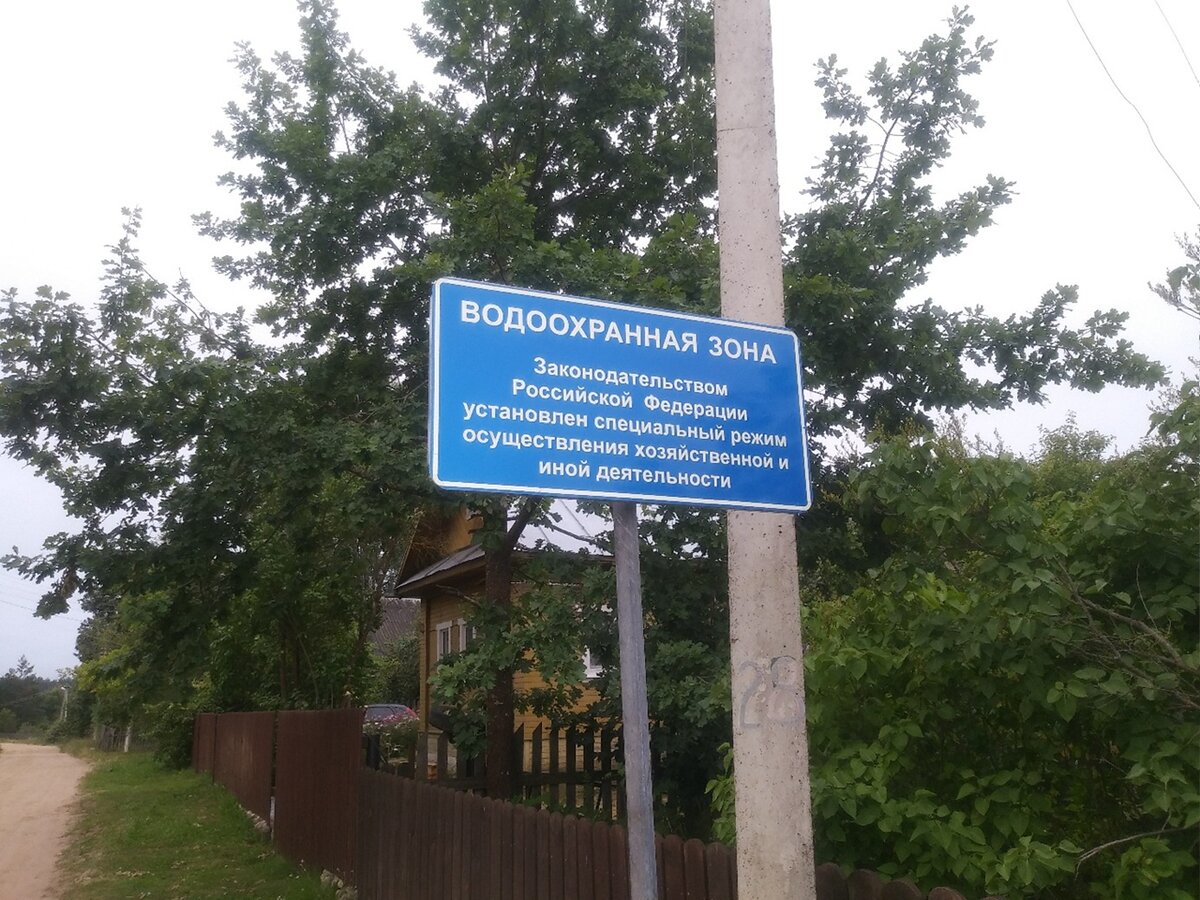 ВОДООХРАННАЯ ЗОНА
Законодательством
Российской Федерации
установлен специальный режим
осуществления хозяйственной и
иной деятельности
28